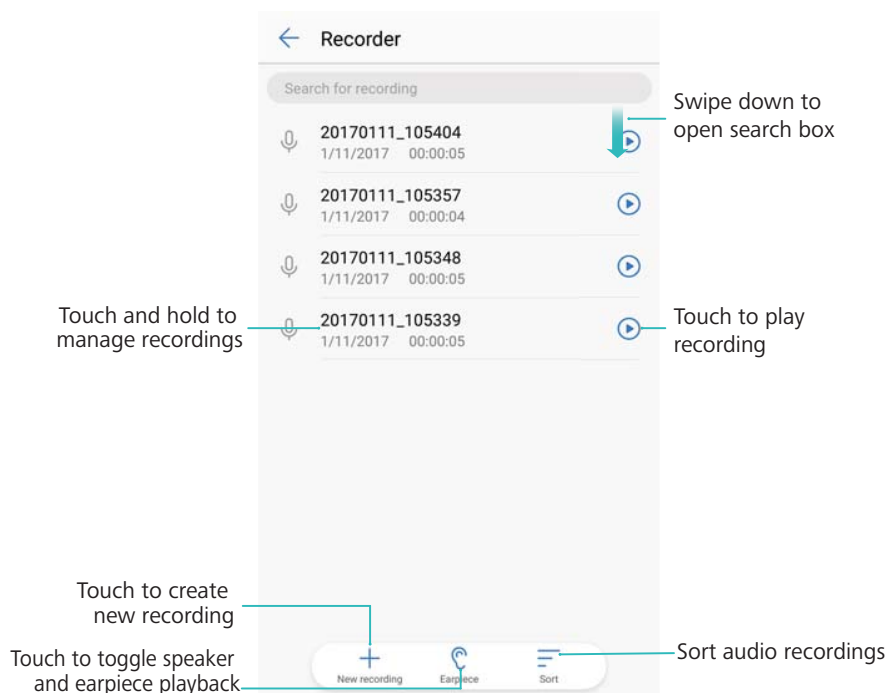 Recorder
Search for recording
Swipe down to
open search box
20170111_105404
1/11/2017 00:00:05
20170111_105357
1/11/2017 00:00:04
20170111_105348
1/11/2017 00:00:05
Touch and hold to
manage recordings
20170111_105339
1/11/2017 00:00:05
Touch to play
recording
Touch to create
new recording
Touch to toggle speaker
and earpiece playback
New recording
Earpiece
Sort
Sort audio recordings